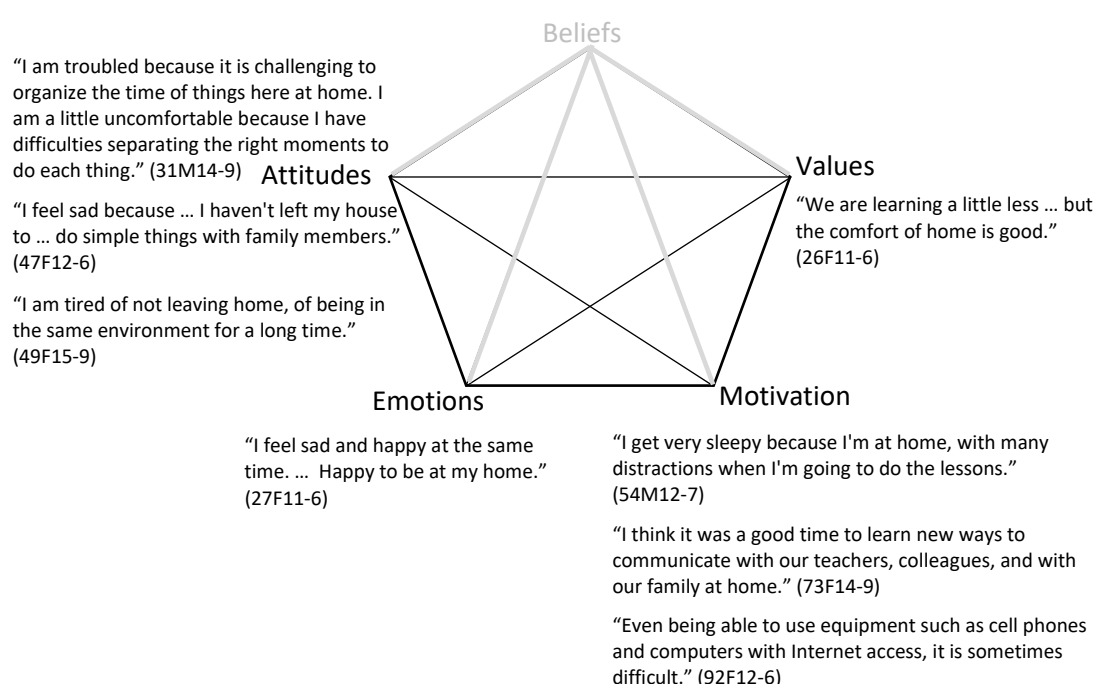 Beliefs
“I am troubled because it is challenging to
organize the time of things here at home. I
am a little uncomfortable because I have
difficulties separating the right moments to
do each thing.” (31M14-9)
Attitudes
“I feel sad because ... I haven't left my house
to ... do simple things with family members.”
(47F12-6)
“I am tired of not leaving home, of being in
the same environment for a long time.”
(49F15-9)
Values
“We are learning a little less ... but
the comfort of home is good.”
(26F11-6)
Emotions
“I feel sad and happy at the same
time. ...  Happy to be at my home.”
(27F11-6)
Motivation
“I get very sleepy because I'm at home, with many
distractions when I'm going to do the lessons.”
(54M12-7)
“I think it was a good time to learn new ways to
communicate with our teachers, colleagues, and with
our family at home.” (73F14-9)
“Even being able to use equipment such as cell phones
and computers with Internet access, it is sometimes
difficult.” (92F12-6)